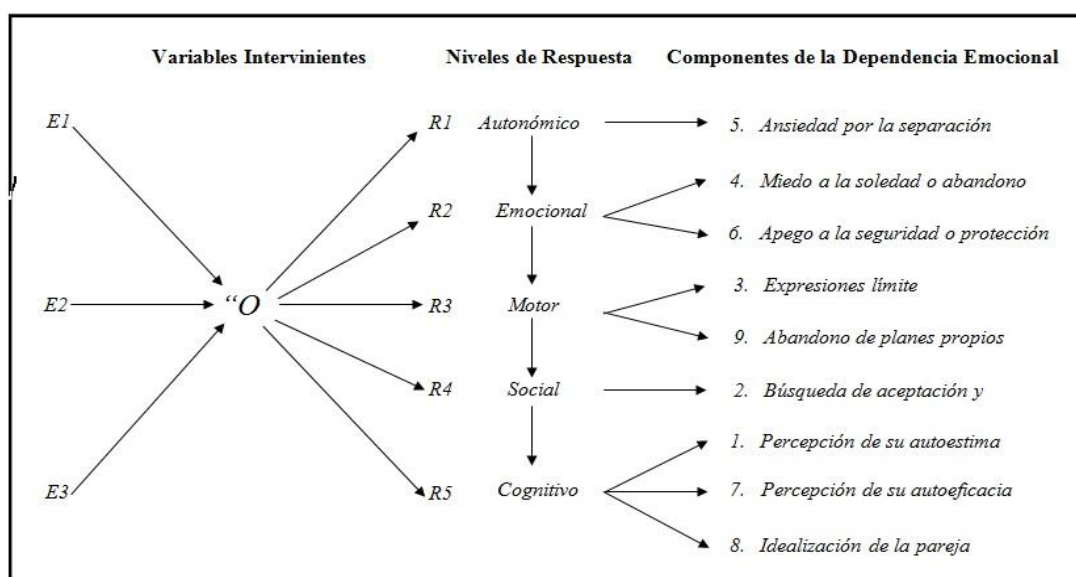 Variables Intervinientes Niveles de Respuesta Componentes de la Dependencia Emocional
E1 R1 Autonómico 5. Ansiedad por la separación
R2 Emocional 4. Miedo a la soledad o abandono
6. Apego a la seguridad o protección
E2 “O R3 Motor 3. Expresiones límite
9. Abandono de planes propios
R4 Social 2. Búsqueda de aceptación y
1. Percepción de su autoestima
E3 R5 Cognitivo 7. Percepción de su autoeficacia
8. Idealización de la pareja